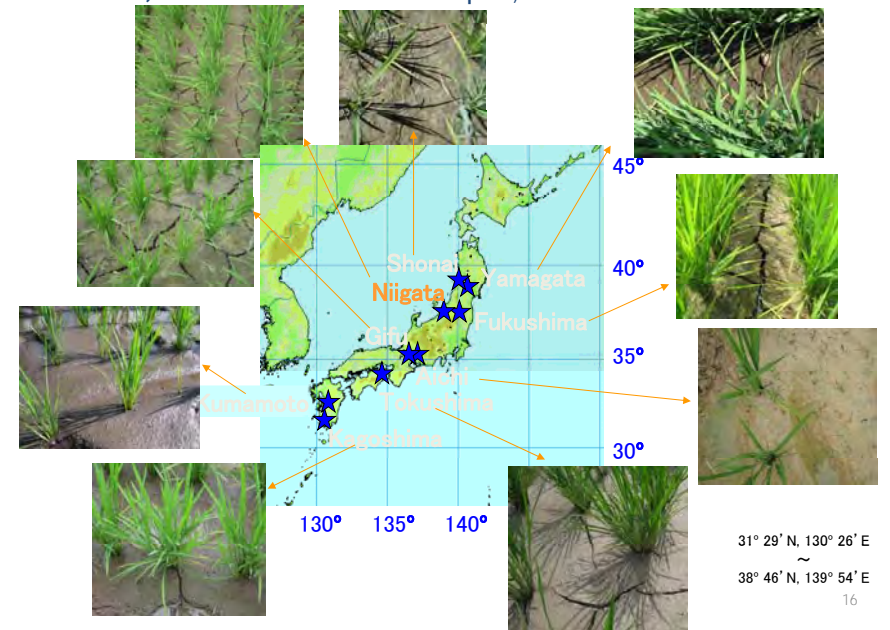 45°
40°
Shonai
Yamagata
Niigata
Fukushima
Gifu
35°
Aichi
Kumamoto
Tokushima
Kagoshima
30°
130° 135° 140°
31° 29' N, 130° 26' E
~
38° 46' N, 139° 54' E
16